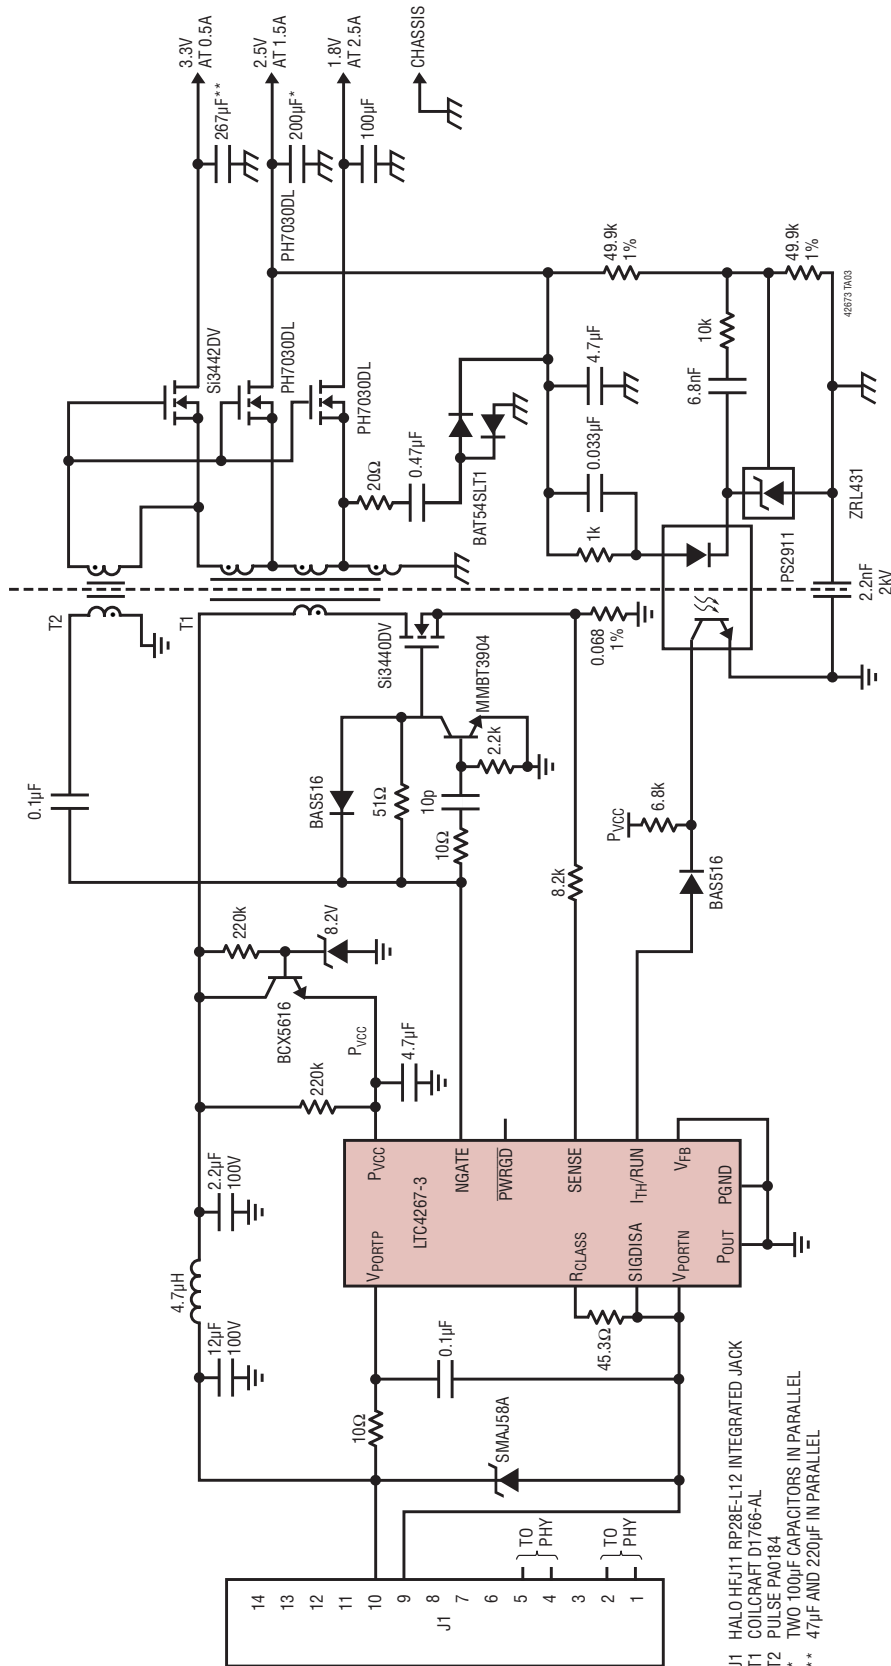 14
13
12
11
10
9
8
7
6
5
4
3
2
1
J1
TO
PHY
TO
PHY
12µF
100V
4.7µH
2.2µF
100V
10Ω
0.1µF
SMAJ58A
45.3Ω
220k
BCX5616
220k
8.2V
PVCC
4.7µF
VPORTP
PVCC
LTC4267-3
NGATE
PWRGD
SENSE
RCLASS
ITH/RUN
SIGDISA
VFB
VPORTN
PGND
POUT
0.1µF
BAS516
51Ω
10p
10Ω
2.2k
MMBT3904
Si3440DV
8.2k
0.068
1%
PVCC
6.8k
BAS516
T2
T1
Si3442DV
PH7030DL
PH7030DL
PH7030DL
3.3V
AT 0.5A
267µF**
2.5V
AT 1.5A
200µF*
1.8V
AT 2.5A
100µF
CHASSIS
20Ω
0.47µF
BAT54SLT1
1k
0.033µF
4.7µF
49.9k
1%
6.8nF
10k
49.9k
1%
PS2911
ZRL431
2.2nF
2kV
42673 TA03
J1 HALO HFJ11 RP28E-L12 INTEGRATED JACK
T1 COILCRAFT D1766-AL
T2 PULSE PA0184
* TWO 100µF CAPACITORS IN PARALLEL
** 47µF AND 220µF IN PARALLEL